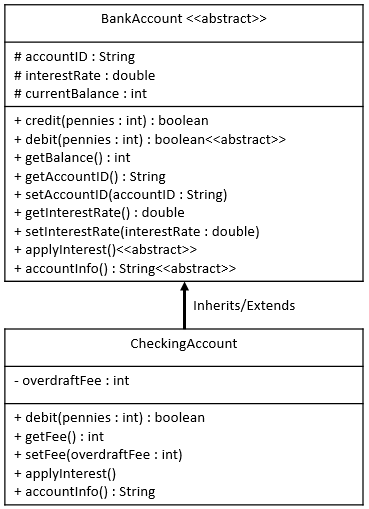 BankAccount <<abstract>>
# accountID : String
# interestRate : double
# currentBalance : int
+ credit(pennies : int) : boolean
+ debit(pennies : int) : boolean<<abstract>>
+ getBalance() : int
+ getAccountID() : String
+ setAccountID(accountID : String)
+ getInterestRate() : double
+ setInterestRate(interestRate : double)
+ applyInterest()<<abstract>>
+ accountInfo() : String<<abstract>>
Inherits/Extends
CheckingAccount
- overdraftFee : int
+ debit(pennies : int) : boolean
+ getFee() : int
+ setFee(overdraftFee : int)
+ applyInterest()
+ accountInfo() : String